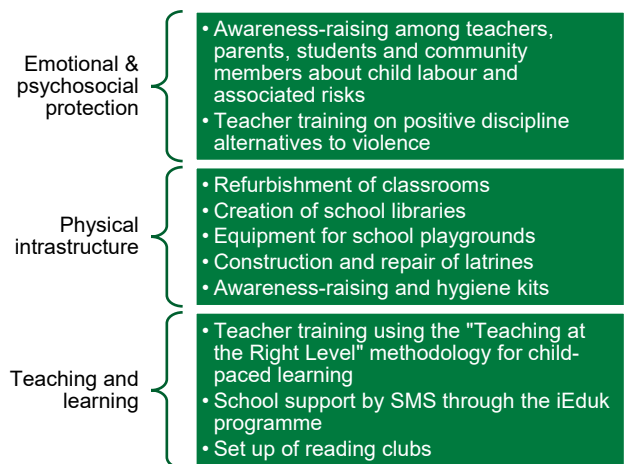 Emotional &
psychosocial
protection
• Awareness-raising among teachers,
parents, students and community
members about child labour and
associated risks
• Teacher training on positive discipline
alternatives to violence
Physical
intrastructure
• Refurbishment of classrooms
• Creation of school libraries
• Equipment for school playgrounds
• Construction and repair of latrines
• Awareness-raising and hygiene kits
Teaching and
learning
• Teacher training using the "Teaching at
the Right Level" methodology for child-
paced learning
• School support by SMS through the iEduk
programme
• Set up of reading clubs